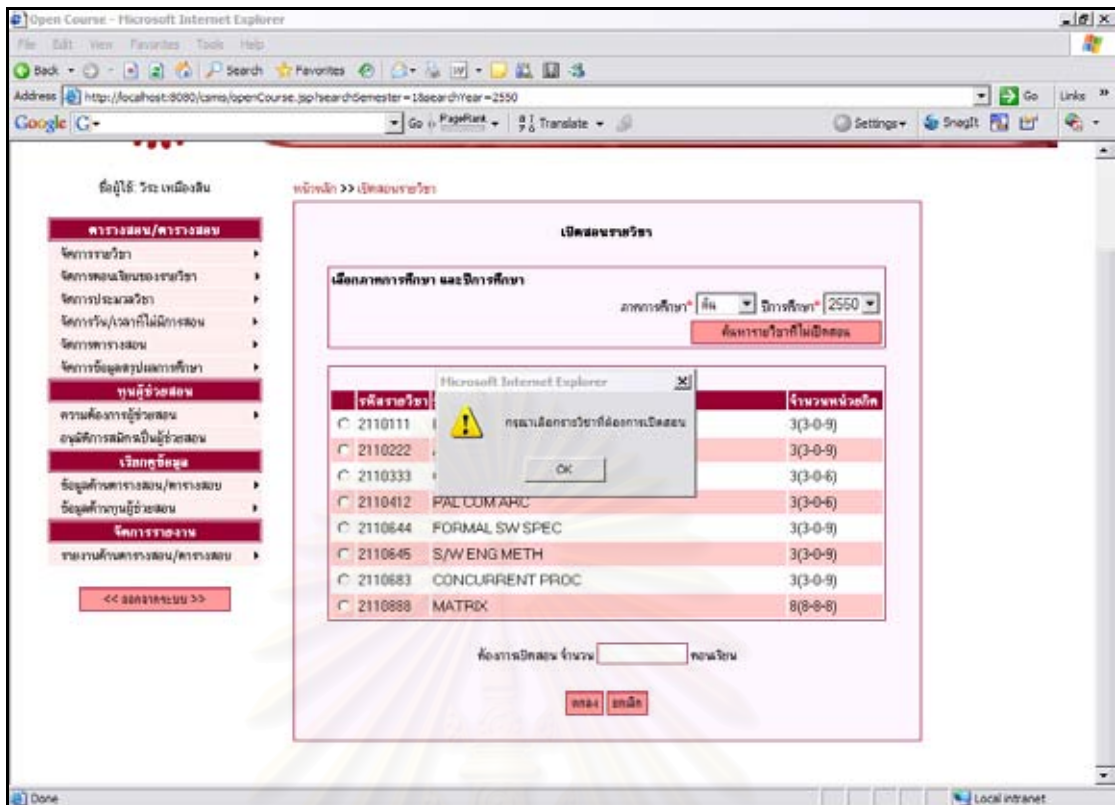 Open Course - Microsoft Internet Explorer
File Edit View Favorites Tools Help
Back Search Favorites
Address http://localhost:8080/csms/openCourse.jsp?searchSemester=1&searchYear=2550 Go Links
Google Go PageRank Translate Settings SnagIt
ชื่อผู้ใช้: วีระ เหมืองสิน
หน้าหลัก >> เปิดสอนรายวิชา
ตารางสอน/ตารางสอบ
จัดการรายวิชา
จัดการตอนเรียนของรายวิชา
จัดการประมวลวิชา
จัดการวัน/เวลาที่ไม่มีการสอน
จัดการตารางสอน
จัดการข้อมูลสรุปผลการศึกษา
ทุนผู้ช่วยสอน
ความต้องการผู้ช่วยสอน
อนุมัติการสมัครเป็นผู้ช่วยสอน
เรียกดูข้อมูล
ข้อมูลด้านตารางสอน/ตารางสอบ
ข้อมูลด้านทุนผู้ช่วยสอน
จัดการรายงาน
รายงานด้านตารางสอน/ตารางสอบ
<< ออกจากระบบ >>
เปิดสอนรายวิชา
เลือกภาคการศึกษา และปีการศึกษา
ภาคการศึกษา* ต้น ปีการศึกษา* 2550
ค้นหารายวิชาที่ไม่เปิดสอน
รหัสรายวิชา จำนวนหน่วยกิต
2110111 3(3-0-9)
2110222 3(3-0-9)
2110333 3(3-0-6)
2110412 PAL COM ARC 3(3-0-6)
2110644 FORMAL SW SPEC 3(3-0-9)
2110645 S/W ENG METH 3(3-0-9)
2110683 CONCURRENT PROC 3(3-0-9)
2110888 MATRIX 8(8-8-8)
Microsoft Internet Explorer
กรุณาเลือกรายวิชาที่ต้องการเปิดสอน
OK
ต้องการเปิดสอน จำนวน ตอนเรียน
ตกลง ยกเลิก
Done Local intranet